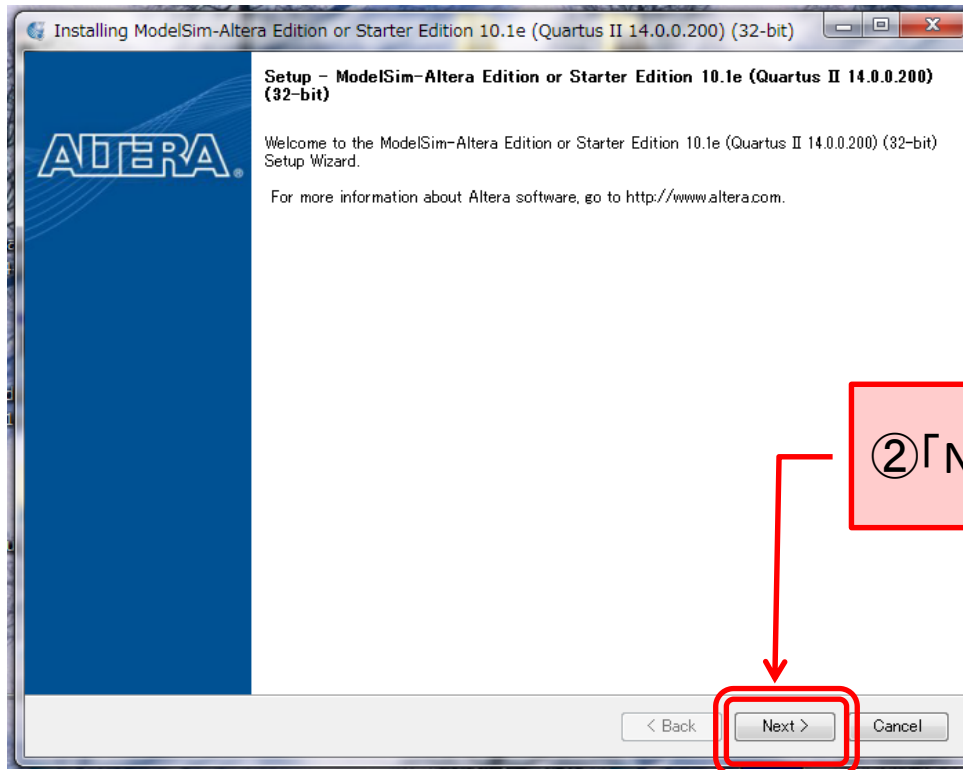 Installing ModelSim-Altera Edition or Starter Edition 10.1e (Quartus II 14.0.0.200) (32-bit)
Setup - ModelSim-Altera Edition or Starter Edition 10.1e (Quartus II 14.0.0.200)
(32-bit)
ALTERA®
Welcome to the ModelSim-Altera Edition or Starter Edition 10.1e (Quartus II 14.0.0.200) (32-bit)
Setup Wizard.
For more information about Altera software, go to http://www.altera.com.
②「N
< Back
Next >
Cancel